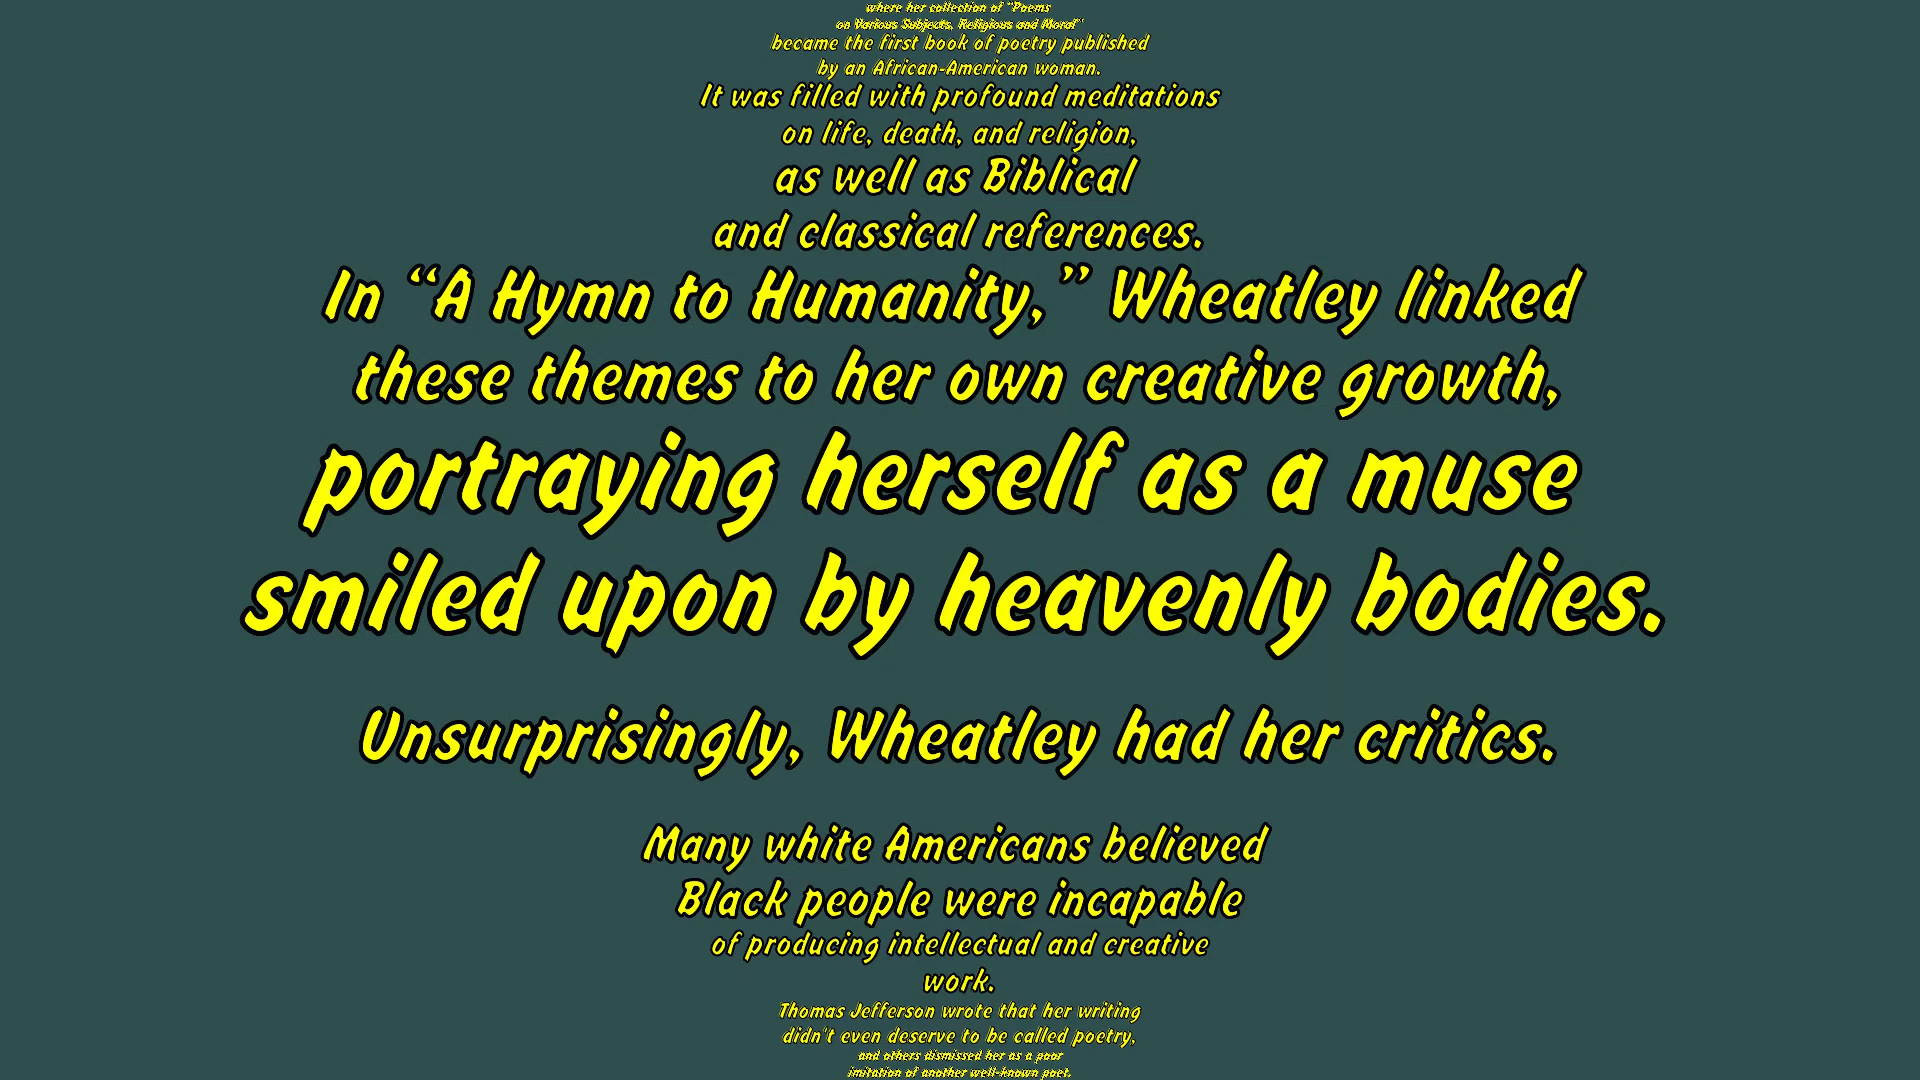 where her collection of "Poems
on Various Subjects, Religious and Moral"
became the first book of poetry published
by an African-American woman.
It was filled with profound meditations
on life, death, and religion,
as well as Biblical
and classical references.
In “A Hymn to Humanity,” Wheatley linked
these themes to her own creative growth,
portraying herself as a muse
smiled upon by heavenly bodies.
Unsurprisingly, Wheatley had her critics.
Many white Americans believed
Black people were incapable
of producing intellectual and creative
work.
Thomas Jefferson wrote that her writing
didn't even deserve to be called poetry,
and others dismissed her as a poor
imitation of another well-known poet.